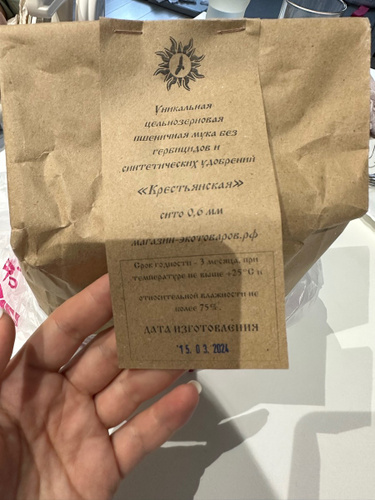 Уникальная
цельнозерновая
пшеничная мука без
гербицидов и
синтетических удобрений
«Крестьянская»
сито 0,6 мм
магазин-экотоваров.рф
Срок годности - 3 месяца, при
температуре не выше +25°C и
относительной влажности не
более 75%
ДАТА ИЗГОТОВЛЕНИЯ
15.03.2024